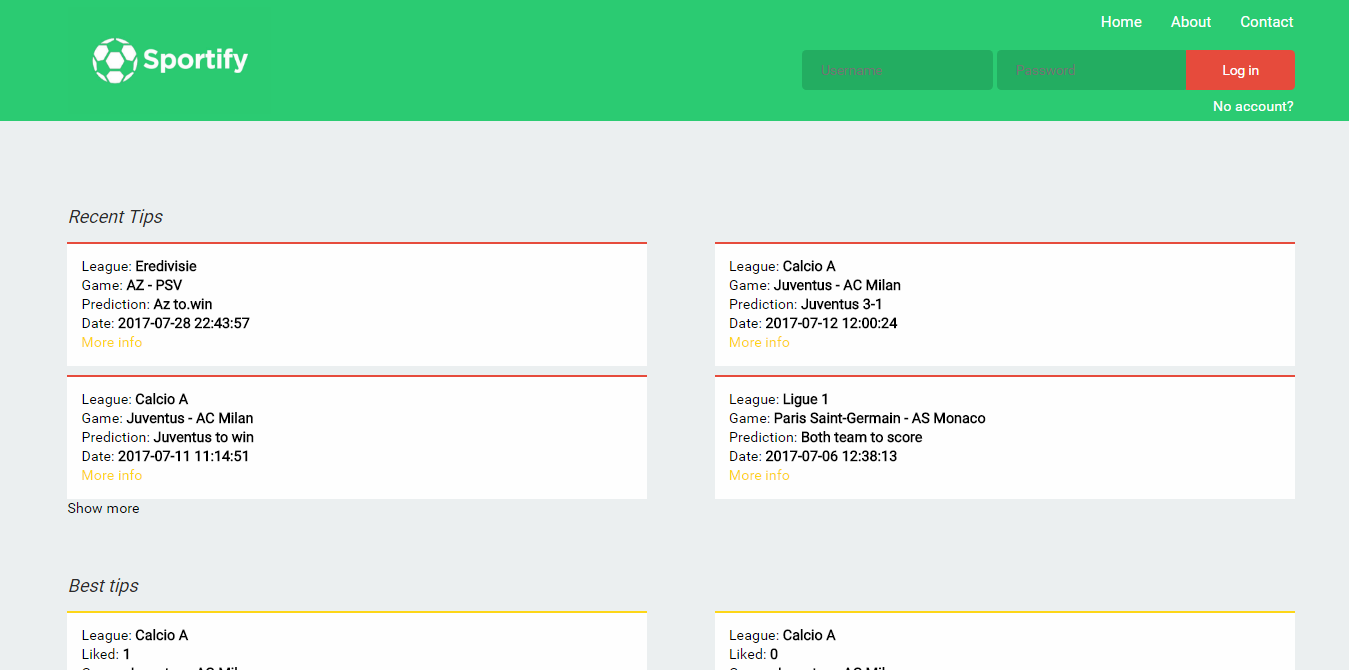 Home About Contact
Sportify
Username Password Log in
No account?
Recent Tips
League: Eredivisie
Game: AZ - PSV
Prediction: Az to.win
Date: 2017-07-28 22:43:57
More info
League: Calcio A
Game: Juventus - AC Milan
Prediction: Juventus 3-1
Date: 2017-07-12 12:00:24
More info
League: Calcio A
Game: Juventus - AC Milan
Prediction: Juventus to win
Date: 2017-07-11 11:14:51
More info
League: Ligue 1
Game: Paris Saint-Germain - AS Monaco
Prediction: Both team to score
Date: 2017-07-06 12:38:13
More info
Show more
Best tips
League: Calcio A
Liked: 1
League: Calcio A
Liked: 0